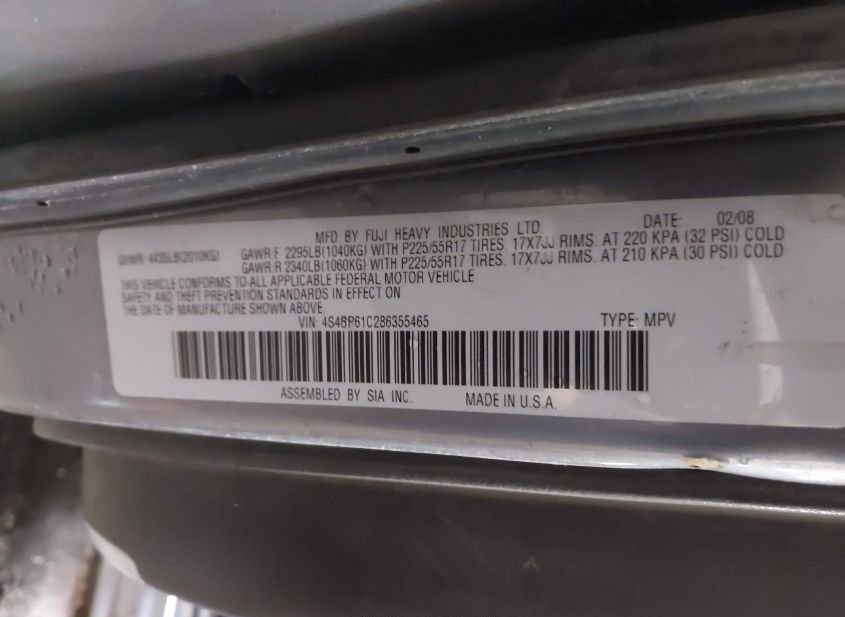 MFD BY FUJI HEAVY INDUSTRIES LTD. DATE: 02/08
GVWR: 4435LB(2010KG) GAWR:F 2295LB(1040KG) WITH P225/55R17 TIRES. 17X7JJ RIMS. AT 220 KPA (32 PSI) COLD
GAWR:R 2340LB(1060KG) WITH P225/55R17 TIRES. 17X7JJ RIMS. AT 210 KPA (30 PSI) COLD
THIS VEHICLE CONFORMS TO ALL APPLICABLE FEDERAL MOTOR VEHICLE
SAFETY AND THEFT PREVENTION STANDARDS IN EFFECT ON
THE DATE OF MANUFACTURE SHOWN ABOVE.
VIN: 4S4BP61C286355465 TYPE: MPV
ASSEMBLED BY SIA INC. MADE IN U.S.A.